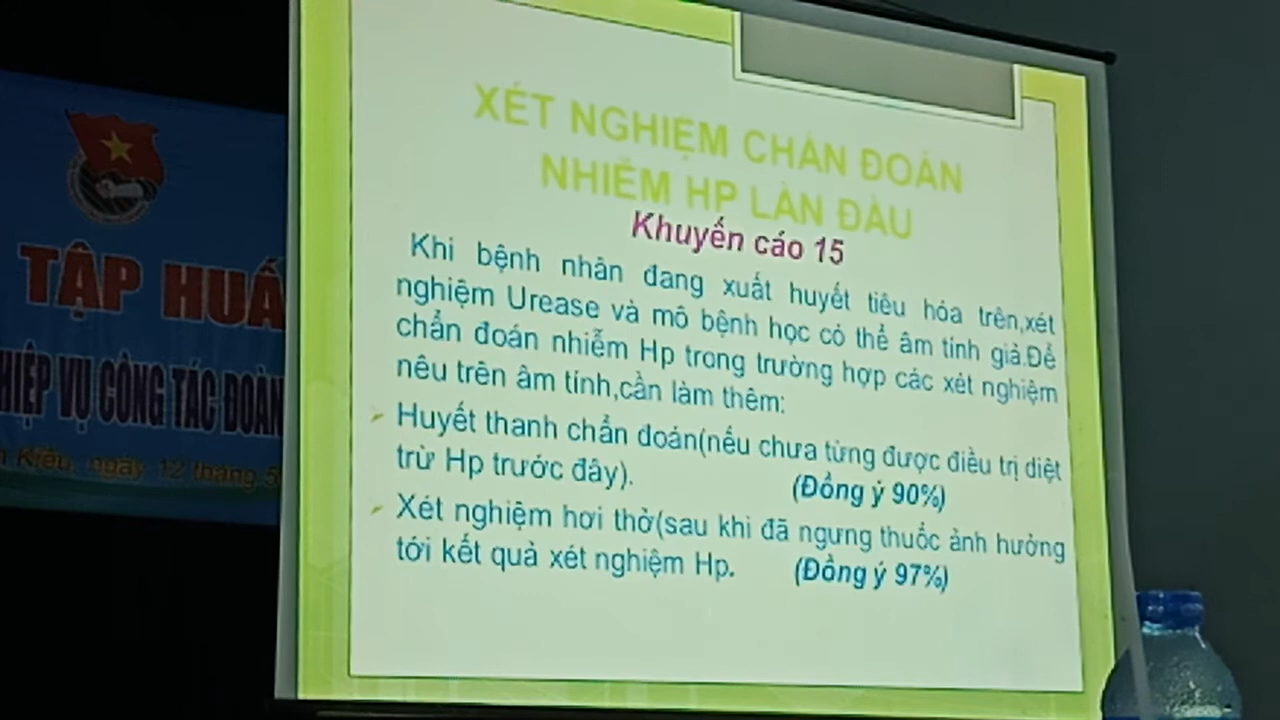 TẬP HUẤ
HIỆP VỤ CÔNG TÁC ĐOÀN
Kiều, ngày 12 tháng 5
XÉT NGHIỆM CHẨN ĐOÁN
NHIỄM HP LẦN ĐẦU
Khuyến cáo 15
Khi bệnh nhân đang xuất huyết tiêu hóa trên,xét
nghiệm Urease và mô bệnh học có thể âm tinh giả.Để
chẩn đoán nhiễm Hp trong trường hợp các xét nghiệm
nêu trên âm tính,cần làm thêm:
Huyết thanh chẩn đoán(nếu chưa từng được điều trị diệt
trừ Hp trước đây). (Đồng ý 90%)
Xét nghiệm hơi thở(sau khi đã ngưng thuốc ảnh hưởng
tới kết quả xét nghiệm Hp. (Đồng ý 97%)